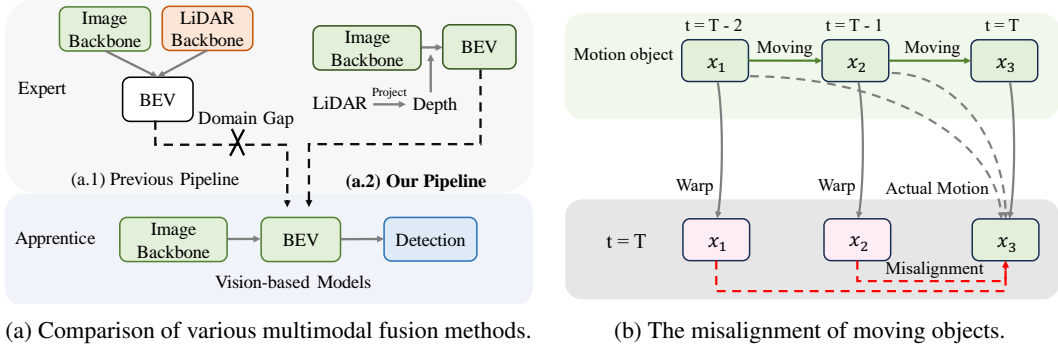 Image
Backbone
LiDAR
Backbone
Expert
BEV
Domain Gap
(a.1) Previous Pipeline
Image
Backbone
BEV
LiDAR
Project
Depth
(a.2) Our Pipeline
Apprentice
Image
Backbone
BEV
Detection
Vision-based Models
(a) Comparison of various multimodal fusion methods.
t = T - 2
t = T - 1
t = T
Motion object
x₁
Moving
x₂
Moving
x₃
Warp
Warp
Actual Motion
t = T
x₁
x₂
x₃
Misalignment
(b) The misalignment of moving objects.